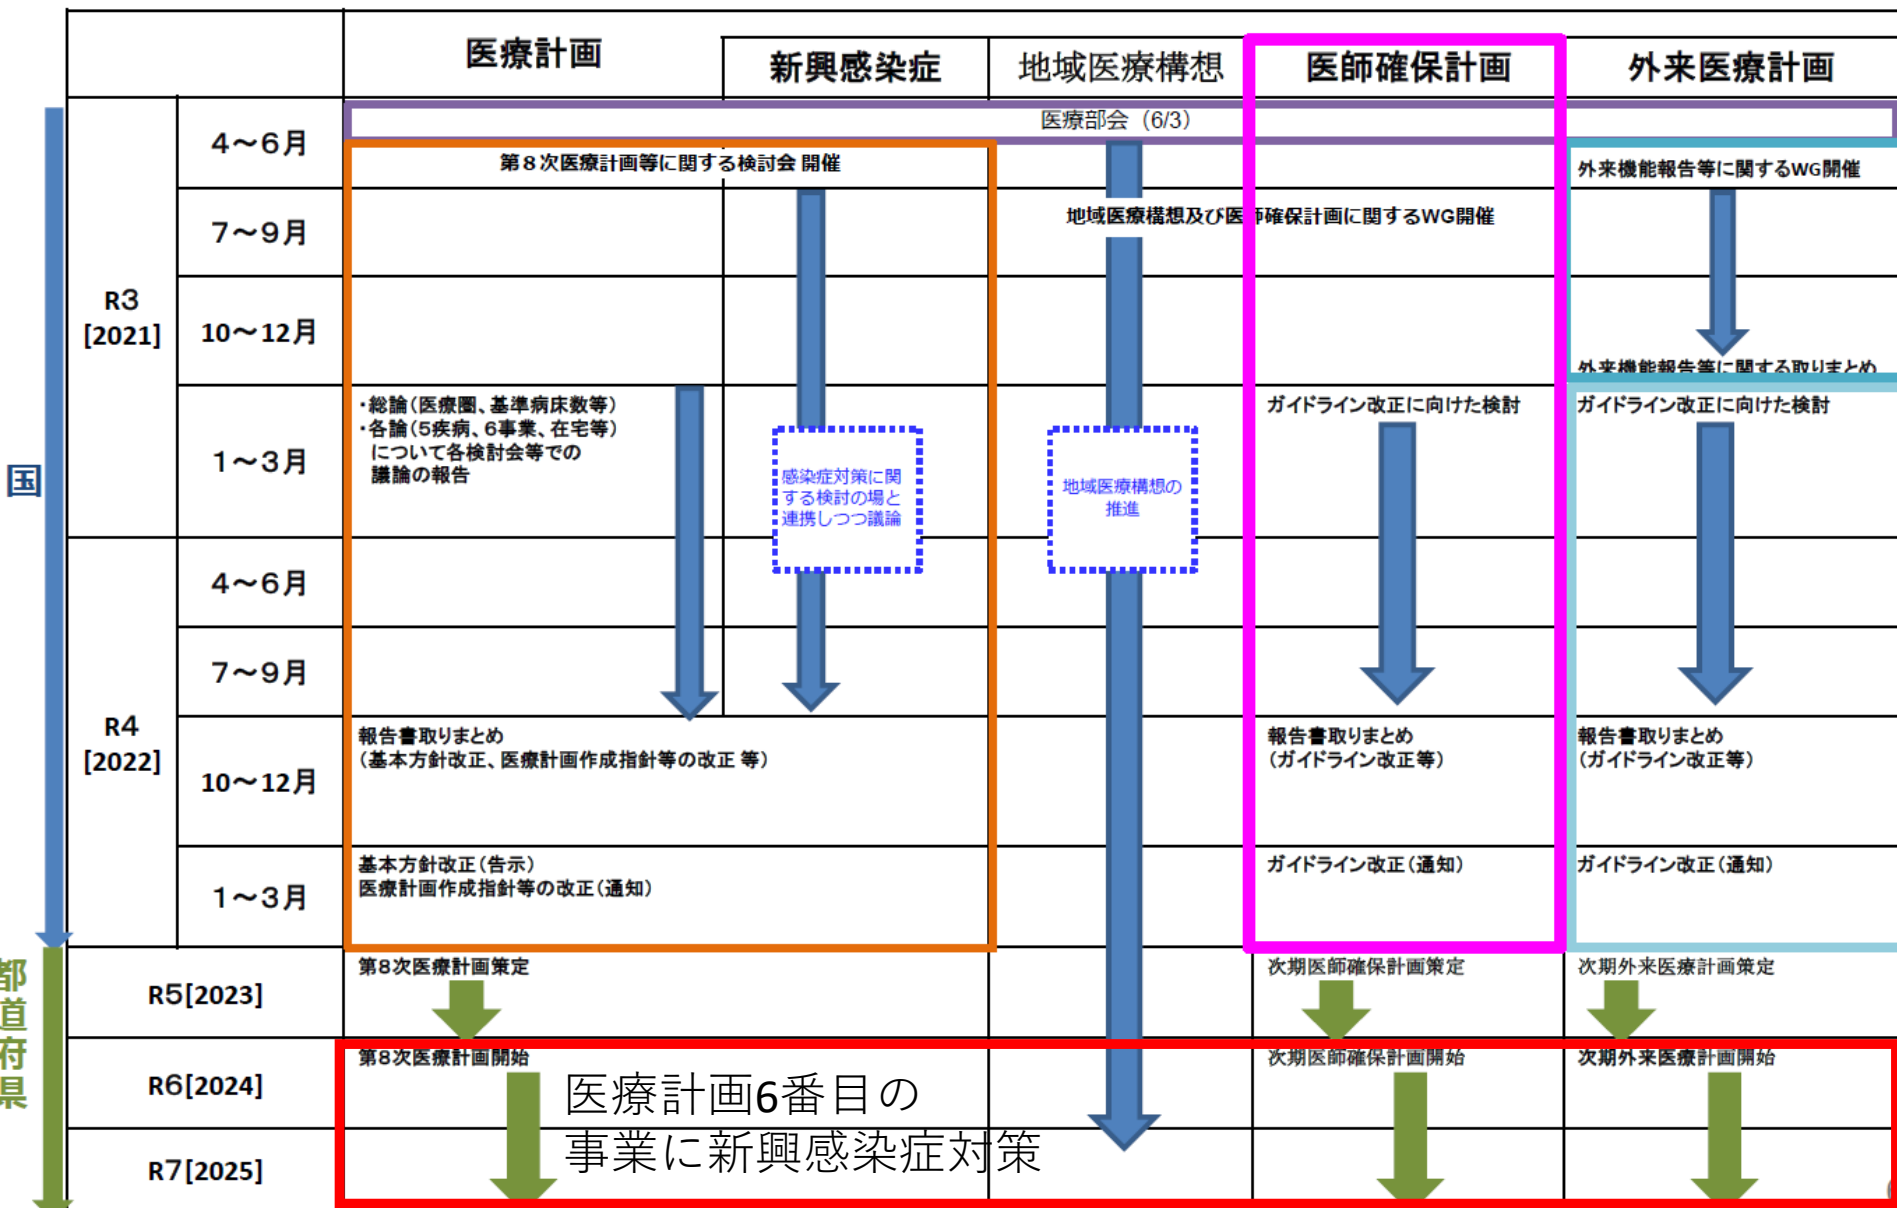 医療計画
新興感染症
地域医療構想
医師確保計画
外来医療計画
国
都道府県
R3
[2021]
4～6月
医療部会（6/3）
第８次医療計画等に関する検討会 開催
外来機能報告等に関するWG開催
7～9月
地域医療構想及び医師確保計画に関するWG開催
10～12月
外来機能報告等に関する取りまとめ
1～3月
・総論（医療圏、基準病床数等）
・各論（5疾病、6事業、在宅等）
について各検討会等での
議論の報告
感染症対策に関
する検討の場と
連携しつつ議論
地域医療構想の
推進
ガイドライン改正に向けた検討
ガイドライン改正に向けた検討
R4
[2022]
4～6月
7～9月
10～12月
報告書取りまとめ
（基本方針改正、医療計画作成指針等の改正 等）
報告書取りまとめ
（ガイドライン改正等）
報告書取りまとめ
（ガイドライン改正等）
1～3月
基本方針改正（告示）
医療計画作成指針等の改正（通知）
ガイドライン改正（通知）
ガイドライン改正（通知）
R5[2023]
第8次医療計画策定
次期医師確保計画策定
次期外来医療計画策定
R6[2024]
第8次医療計画開始
次期医師確保計画開始
次期外来医療計画開始
医療計画6番目の
事業に新興感染症対策
R7[2025]